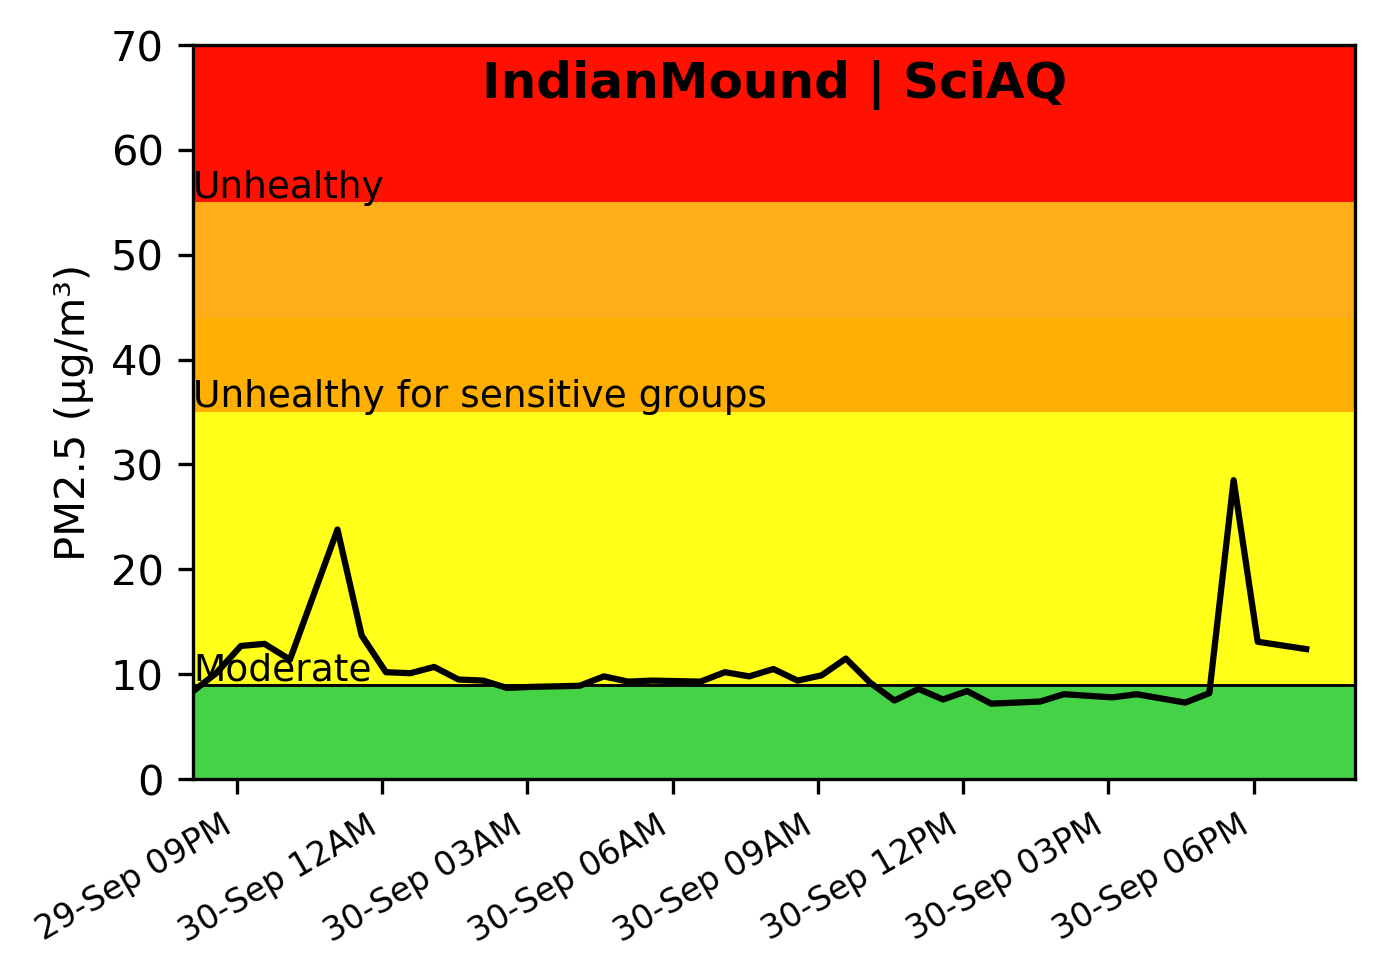 IndianMound | SciAQ
70
60
50
40
30
20
10
0
PM2.5 (μg/m³)
Unhealthy
Unhealthy for sensitive groups
Moderate
29-Sep 09PM
30-Sep 12AM
30-Sep 03AM
30-Sep 06AM
30-Sep 09AM
30-Sep 12PM
30-Sep 03PM
30-Sep 06PM